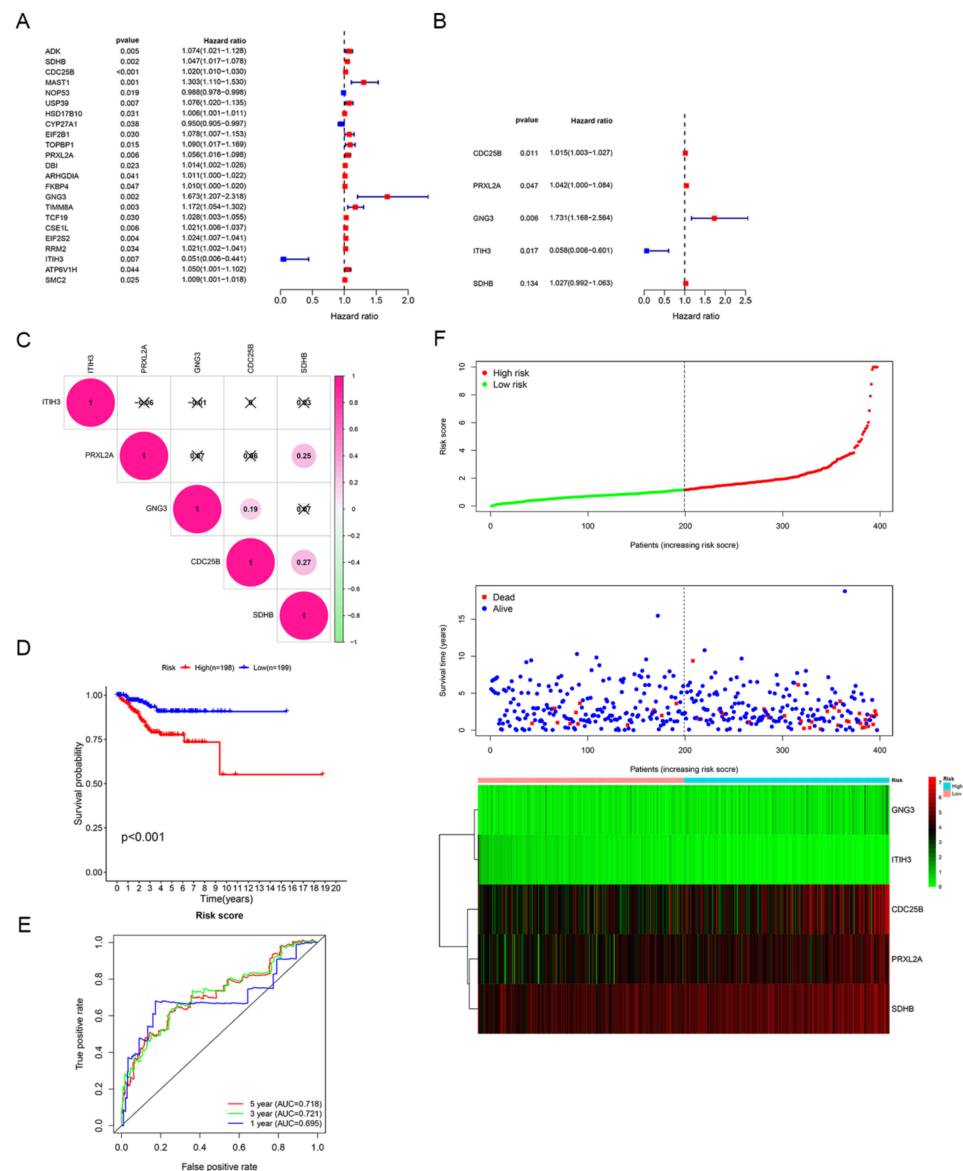 A
pvalue Hazard ratio
ADK 0.005 1.074(1.021−1.128)
SDHB 0.002 1.047(1.017−1.078)
CDC25B <0.001 1.020(1.010−1.030)
MAST1 0.001 1.303(1.110−1.530)
NOP53 0.019 0.988(0.978−0.998)
USP39 0.007 1.076(1.020−1.135)
HSD17B10 0.031 1.006(1.001−1.011)
CYP27A1 0.038 0.950(0.905−0.997)
EIF2B1 0.030 1.078(1.007−1.153)
TOPBP1 0.015 1.090(1.017−1.169)
PRXL2A 0.006 1.056(1.016−1.098)
DBI 0.023 1.014(1.002−1.026)
ARHGDIA 0.041 1.011(1.000−1.022)
FKBP4 0.047 1.010(1.000−1.020)
GNG3 0.002 1.673(1.207−2.318)
TIMM8A 0.003 1.172(1.054−1.302)
TCF19 0.030 1.028(1.003−1.055)
CSE1L 0.006 1.021(1.006−1.037)
EIF2S2 0.004 1.024(1.007−1.041)
RRM2 0.034 1.021(1.002−1.041)
ITIH3 0.007 0.051(0.006−0.441)
ATP6V1H 0.044 1.050(1.001−1.102)
SMC2 0.025 1.009(1.001−1.018)
0.0 0.5 1.0 1.5 2.0
Hazard ratio
B
pvalue Hazard ratio
CDC25B 0.011 1.015(1.003−1.027)
PRXL2A 0.047 1.042(1.000−1.084)
GNG3 0.006 1.731(1.168−2.564)
ITIH3 0.017 0.058(0.006−0.601)
SDHB 0.134 1.027(0.992−1.063)
0.0 0.5 1.0 1.5 2.0 2.5
Hazard ratio
C
ITIH3 PRXL2A GNG3 CDC25B SDHB
ITIH3 1 −0.06 −0.01 0 0.03
PRXL2A 1 0.07 0.06 0.25
GNG3 1 0.19 0.07
CDC25B 1 0.27
SDHB 1
1
0.8
0.6
0.4
0.2
0
−0.2
−0.4
−0.6
−0.8
−1
D
Risk High(n=198) Low(n=199)
Survival probability
1.00
0.75
0.50
0.25
0.00
p<0.001
0 1 2 3 4 5 6 7 8 9 10 11 12 13 14 15 16 17 18 19 20
Time(years)
E
Risk score
True positive rate
1.0
0.8
0.6
0.4
0.2
0.0
5 year (AUC=0.718)
3 year (AUC=0.721)
1 year (AUC=0.695)
0.0 0.2 0.4 0.6 0.8 1.0
False positive rate
F
High risk
Low risk
Risk score
10
8
6
4
2
0
0 100 200 300 400
Patients (increasing risk socre)
Dead
Alive
Survival time (years)
15
10
5
0
0 100 200 300 400
Patients (increasing risk socre)
Risk
GNG3
ITIH3
CDC25B
PRXL2A
SDHB
7
6
5
4
3
2
1
0
Risk
High
Low